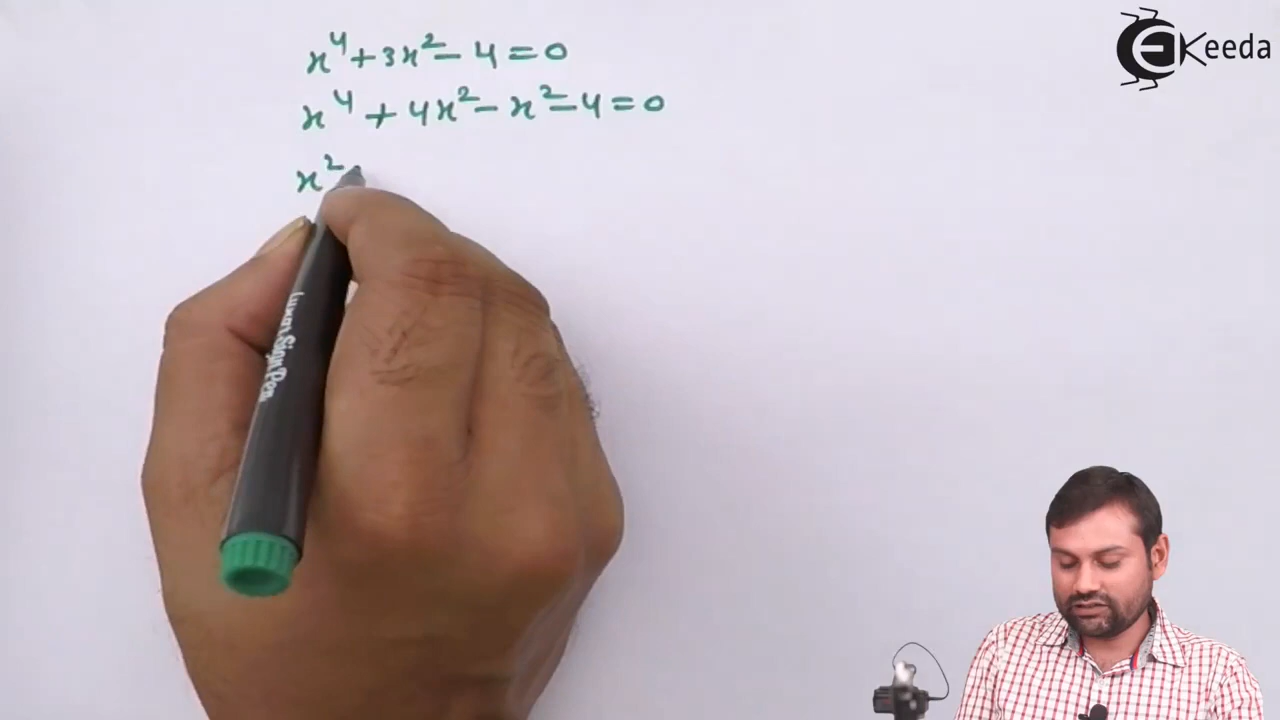 x⁴+3x²-4=0
x⁴+4x²-x²-4=0
x²
Keeda
Luxor Sign Pen